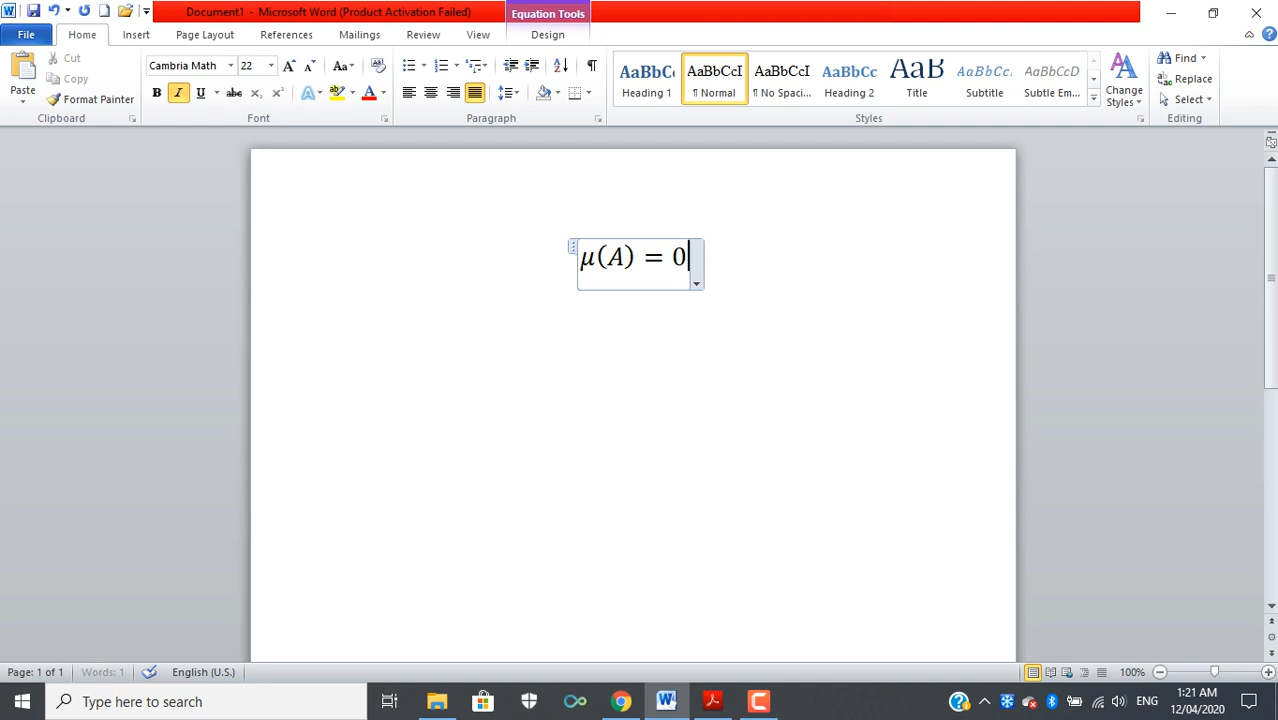 Document1 - Microsoft Word (Product Activation Failed)
Equation Tools
File Home Insert Page Layout References Mailings Review View Design
Paste
Cut
Copy
Format Painter
Clipboard
Cambria Math 22
Font
Paragraph
AaBbCc Heading 1
AaBbCcI ¶ Normal
AaBbCcI ¶ No Spaci...
AaBbCc Heading 2
AaB Title
AaBbCc. Subtitle
AaBbCcD Subtle Em...
Change Styles
Styles
Find
Replace
Select
Editing
μ(A) = 0
Page: 1 of 1 Words: 1 English (U.S.) 100%
Type here to search
ENG
1:21 AM
12/04/2020